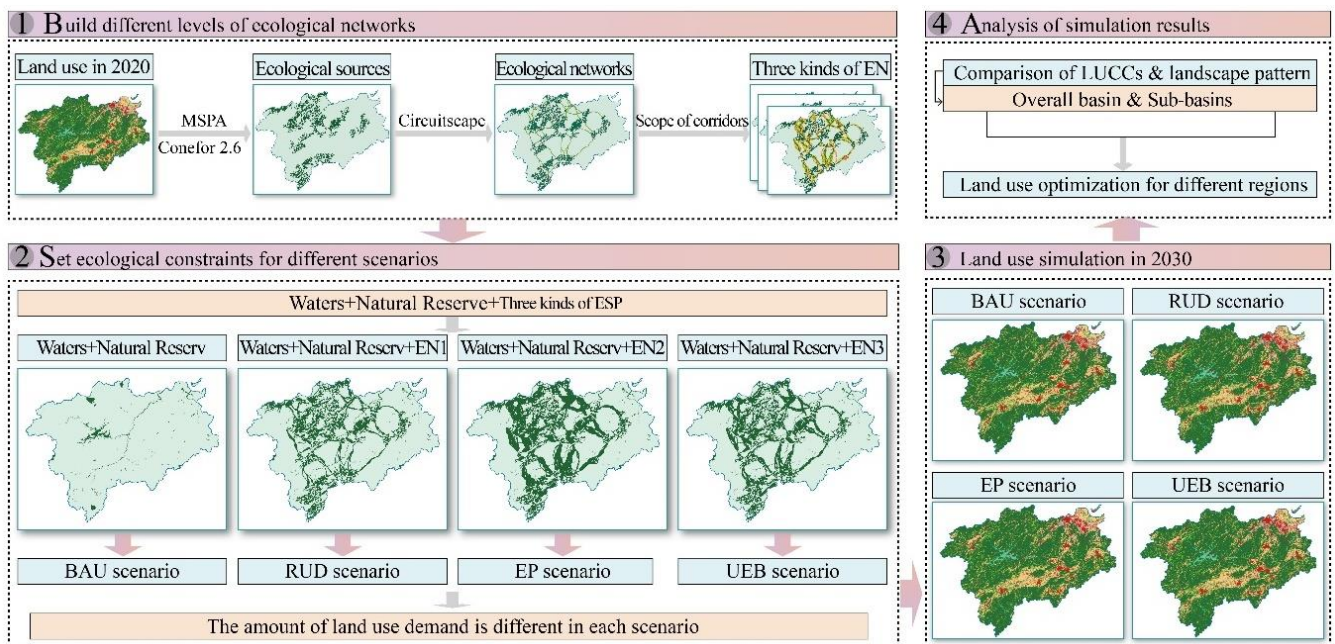 1 Build different levels of ecological networks
Land use in 2020
Ecological sources
Ecological networks
Three kinds of EN
MSPA
Conefor 2.6
Circuitscape
Scope of corridors
2 Set ecological constraints for different scenarios
Waters+Natural Reserve+Three kinds of ESP
Waters+Natural Reserv
Waters+Natural Reserv+EN1
Waters+Natural Reserv+EN2
Waters+Natural Reserv+EN3
BAU scenario
RUD scenario
EP scenario
UEB scenario
The amount of land use demand is different in each scenario
3 Land use simulation in 2030
BAU scenario
RUD scenario
EP scenario
UEB scenario
4 Analysis of simulation results
Comparison of LUCCs & landscape pattern
Overall basin & Sub-basins
Land use optimization for different regions